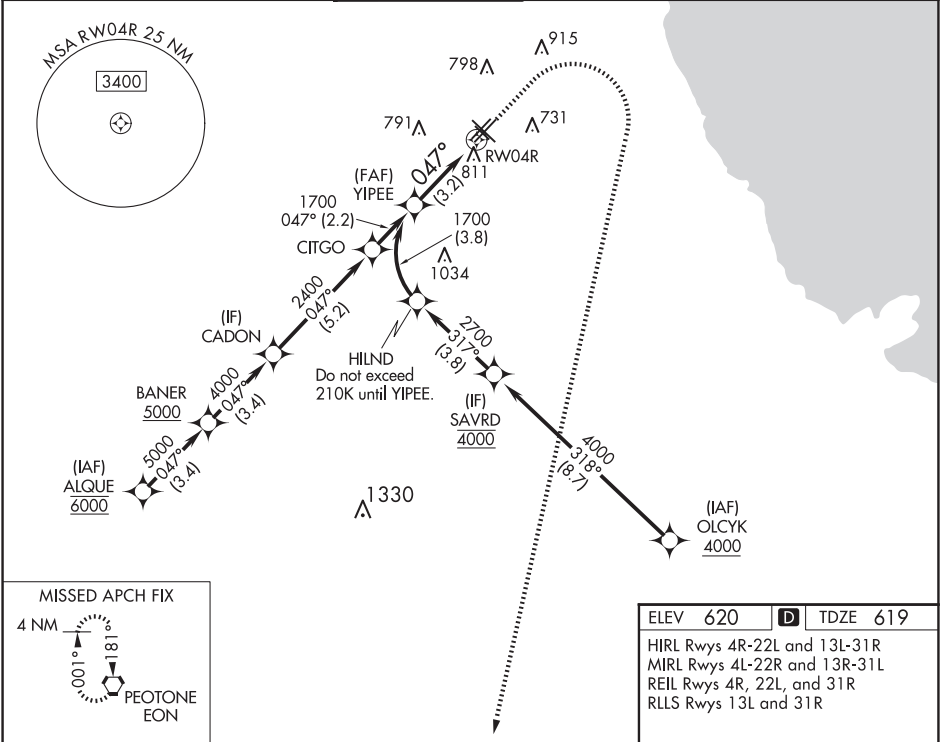 MSA RW04R 25 NM
3400
915
798
791
731
RW04R
811
047°
(3.2)
(FAF)
YIPEE
1700
047° (2.2)
1700
(3.8)
CITGO
1034
2400
047°
(5.2)
(IF)
CADON
HILND
Do not exceed
210K until YIPEE.
2700
317°
(3.8)
(IF)
SAVRD
4000
BANER
5000
4000
047°
(3.4)
5000
047°
(3.4)
(IAF)
ALQUE
6000
4000
318°
(8.7)
1330
(IAF)
OLCYK
4000
MISSED APCH FIX
4 NM
001°
181°
PEOTONE
EON
ELEV 620 D TDZE 619
HIRL Rwys 4R-22L and 13L-31R
MIRL Rwys 4L-22R and 13R-31L
REIL Rwys 4R, 22L, and 31R
RLLS Rwys 13L and 31R